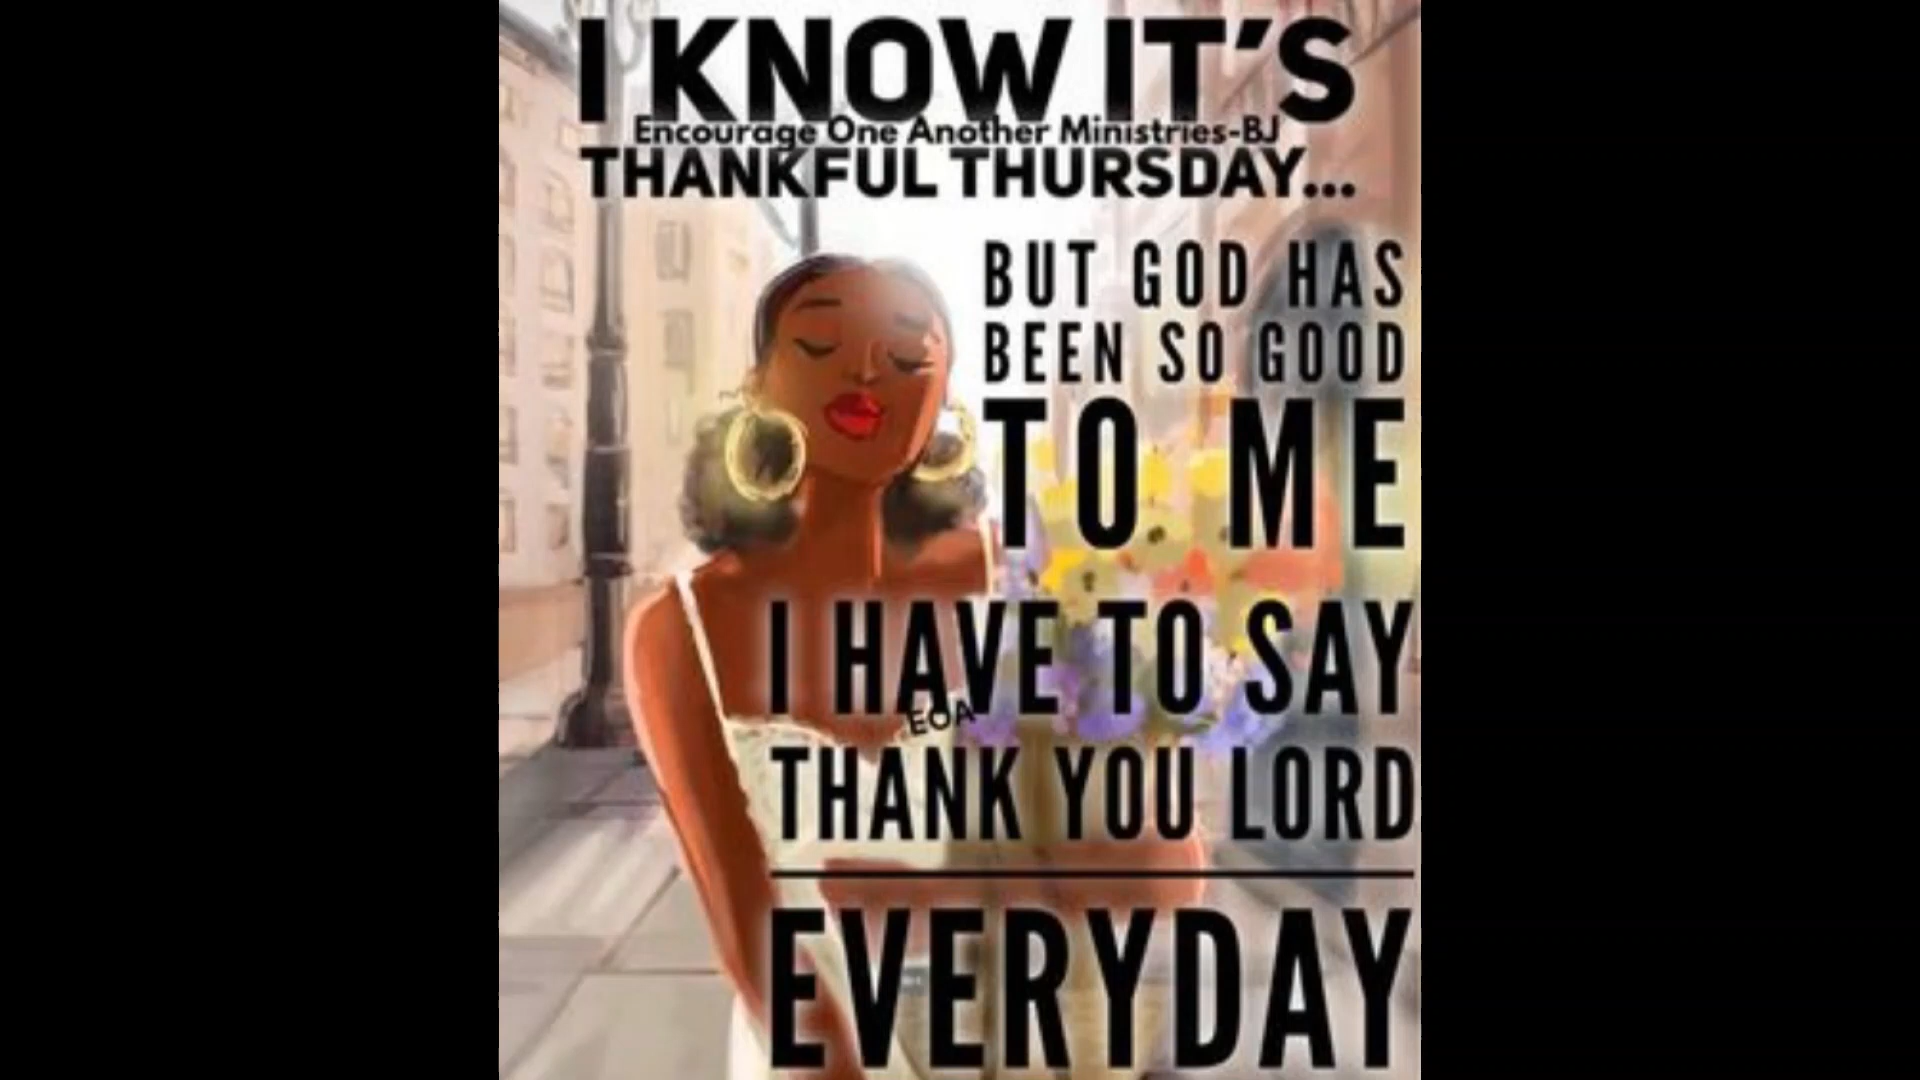 I KNOW IT'S
Encourage One Another Ministries-BJ
THANKFUL THURSDAY...
BUT GOD HAS
BEEN SO GOOD
TO ME
I HAVE TO SAY
EOA
THANK YOU LORD
EVERYDAY